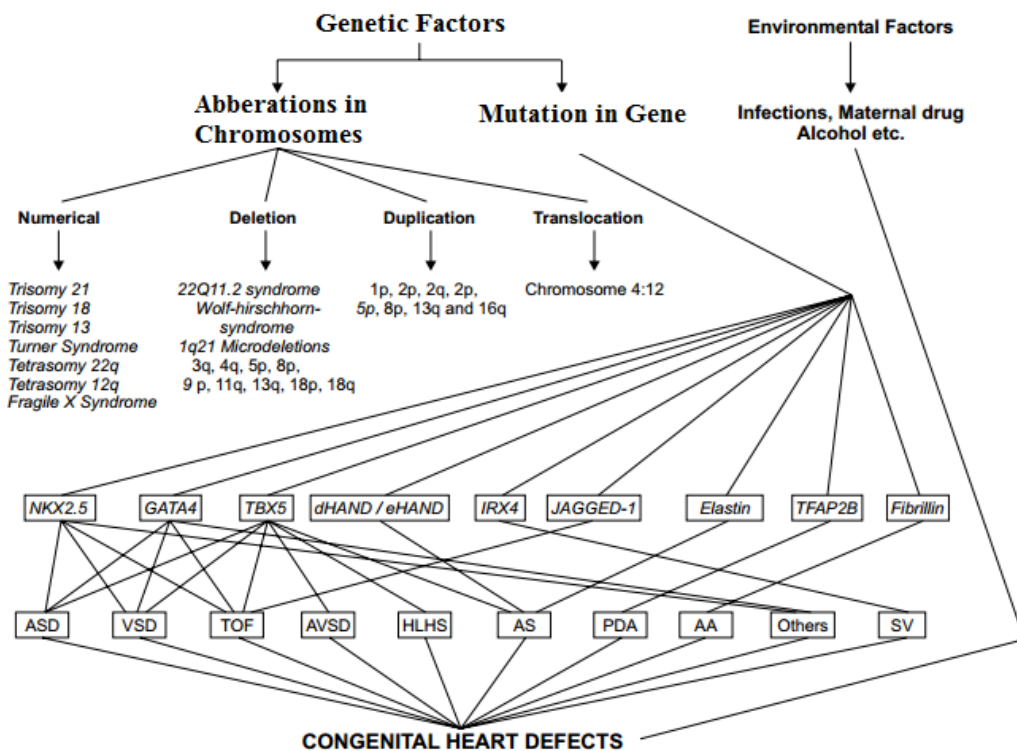 Genetic Factors
Environmental Factors
Abberations in
Chromosomes
Mutation in Gene
Infections, Maternal drug
Alcohol etc.
Numerical
Deletion
Duplication
Translocation
Trisomy 21
Trisomy 18
Trisomy 13
Turner Syndrome
Tetrasomy 22q
Tetrasomy 12q
Fragile X Syndrome
22Q11.2 syndrome
Wolf-hirschhorn-
syndrome
1q21 Microdeletions
3q, 4q, 5p, 8p,
9 p, 11q, 13q, 18p, 18q
1p, 2p, 2q, 2p,
5p, 8p, 13q and 16q
Chromosome 4:12
NKX2.5
GATA4
TBX5
dHAND / eHAND
IRX4
JAGGED-1
Elastin
TFAP2B
Fibrillin
ASD
VSD
TOF
AVSD
HLHS
AS
PDA
AA
Others
SV
CONGENITAL HEART DEFECTS